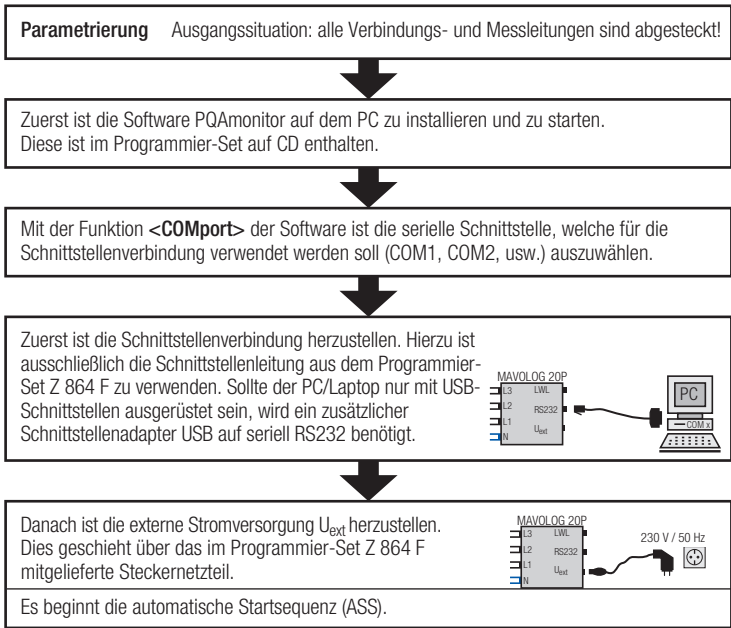 Parametrierung Ausgangssituation: alle Verbindungs- und Messleitungen sind abgesteckt!
Zuerst ist die Software PQAmonitor auf dem PC zu installieren und zu starten.
Diese ist im Programmier-Set auf CD enthalten.
Mit der Funktion <COMport> der Software ist die serielle Schnittstelle, welche für die
Schnittstellenverbindung verwendet werden soll (COM1, COM2, usw.) auszuwählen.
Zuerst ist die Schnittstellenverbindung herzustellen. Hierzu ist
ausschließlich die Schnittstellenleitung aus dem Programmier-
Set Z 864 F zu verwenden. Sollte der PC/Laptop nur mit USB-
Schnittstellen ausgerüstet sein, wird ein zusätzlicher
Schnittstellenadapter USB auf seriell RS232 benötigt.
MAVOLOG 20P
L3 LWL
L2 RS232
L1
Uext
N
PC
COM x
Danach ist die externe Stromversorgung Uext herzustellen.
Dies geschieht über das im Programmier-Set Z 864 F
mitgelieferte Steckernetzteil.
MAVOLOG 20P
L3 LWL
L2 RS232
L1
Uext
N
230 V / 50 Hz
Es beginnt die automatische Startsequenz (ASS).